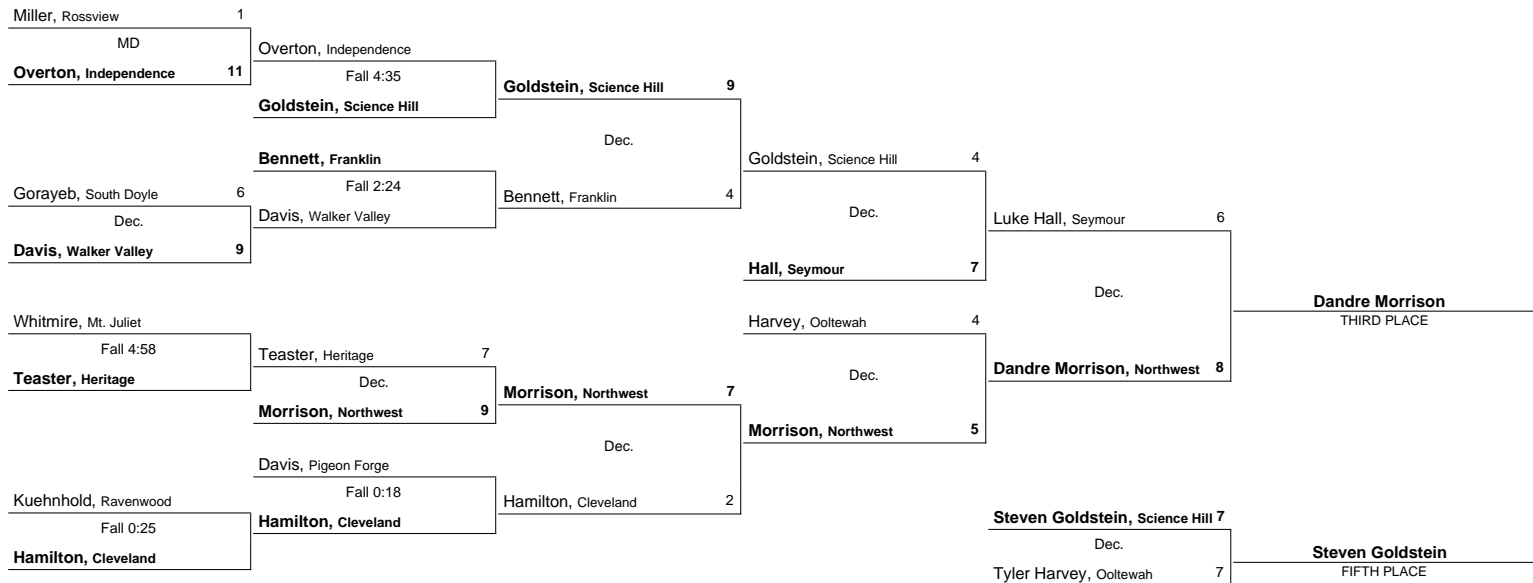 Miller, Rossview 1
MD
Overton, Independence 11
Gorayeb, South Doyle 6
Dec.
Davis, Walker Valley 9
Whitmire, Mt. Juliet
Fall 4:58
Teaster, Heritage
Kuehnhold, Ravenwood
Fall 0:25
Hamilton, Cleveland
Overton, Independence
Fall 4:35
Goldstein, Science Hill
Bennett, Franklin
Fall 2:24
Davis, Walker Valley
Teaster, Heritage 7
Dec.
Morrison, Northwest 9
Davis, Pigeon Forge
Fall 0:18
Hamilton, Cleveland
Goldstein, Science Hill 9
Dec.
Bennett, Franklin 4
Morrison, Northwest 7
Dec.
Hamilton, Cleveland 2
Goldstein, Science Hill 4
Dec.
Hall, Seymour 7
Harvey, Ooltewah 4
Dec.
Morrison, Northwest 5
Luke Hall, Seymour 6
Dec.
Dandre Morrison, Northwest 8
Dandre Morrison
THIRD PLACE
Steven Goldstein, Science Hill 7
Dec.
Tyler Harvey, Ooltewah 7
Steven Goldstein
FIFTH PLACE